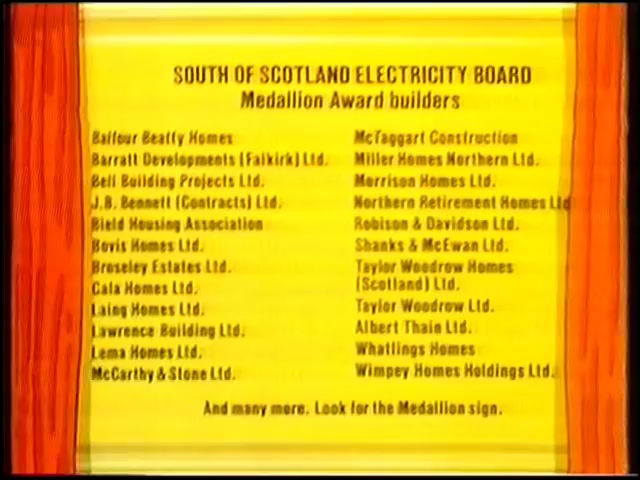 SOUTH OF SCOTLAND ELECTRICITY BOARD
Medallion Award builders
Balfour Beatty Homes
Barratt Developments (Falkirk) Ltd.
Bell Building Projects Ltd.
J.B. Bennett (Contracts) Ltd.
Bield Housing Association
Bovis Homes Ltd.
Broseley Estates Ltd.
Cala Homes Ltd.
Laing Homes Ltd.
Lawrence Building Ltd.
Lema Homes Ltd.
McCarthy & Stone Ltd.
McTaggart Construction
Miller Homes Northern Ltd.
Morrison Homes Ltd.
Northern Retirement Homes Ltd
Robison & Davidson Ltd.
Shanks & McEwan Ltd.
Taylor Woodrow Homes
(Scotland) Ltd.
Taylor Woodrow Ltd.
Albert Thain Ltd.
Whatlings Homes
Wimpey Homes Holdings Ltd.
And many more. Look for the Medallion sign.